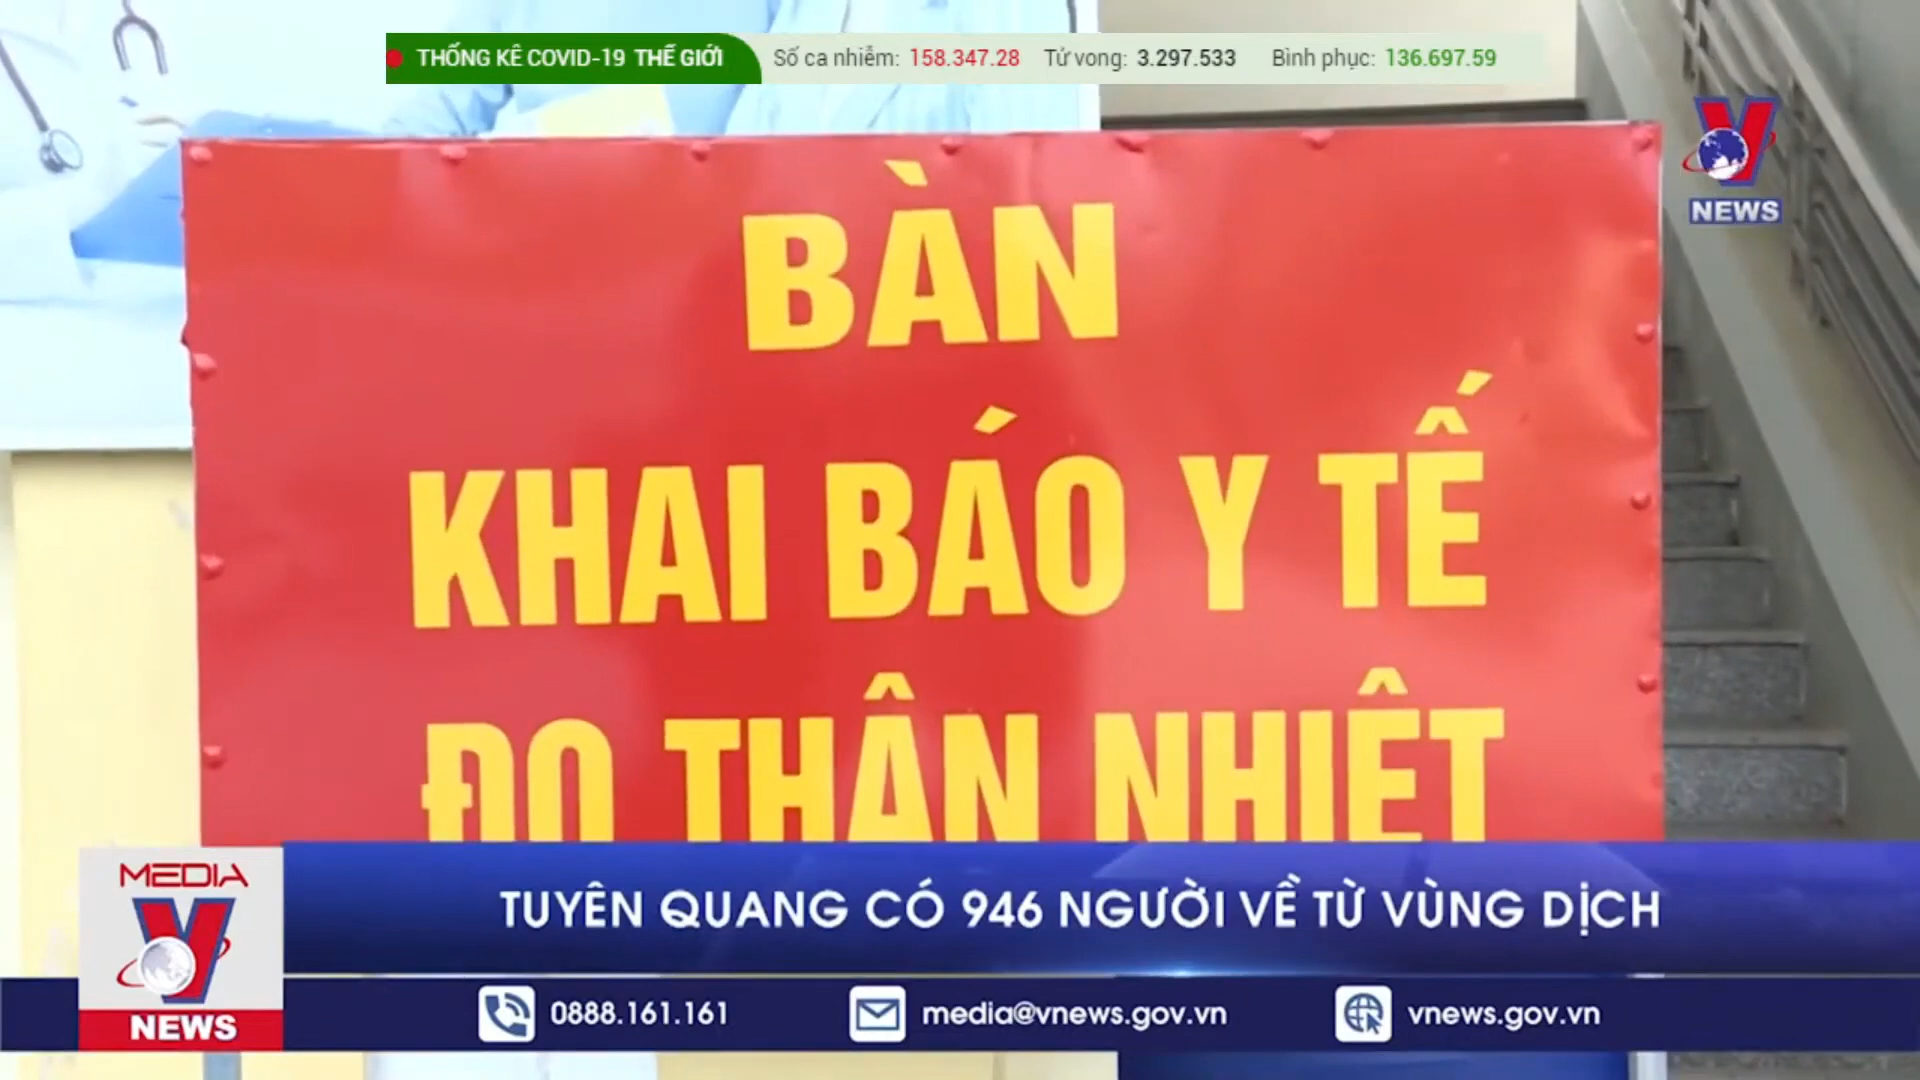 THỐNG KÊ COVID-19 THẾ GIỚI Số ca nhiễm: 158.347.28 Tử vong: 3.297.533 Bình phục: 136.697.59
NEWS
BÀN
KHAI BÁO Y TẾ
ĐO THÂN NHIỆT
MEDIA
NEWS
TUYÊN QUANG CÓ 946 NGƯỜI VỀ TỪ VÙNG DỊCH
0888.161.161 media@vnews.gov.vn vnews.gov.vn